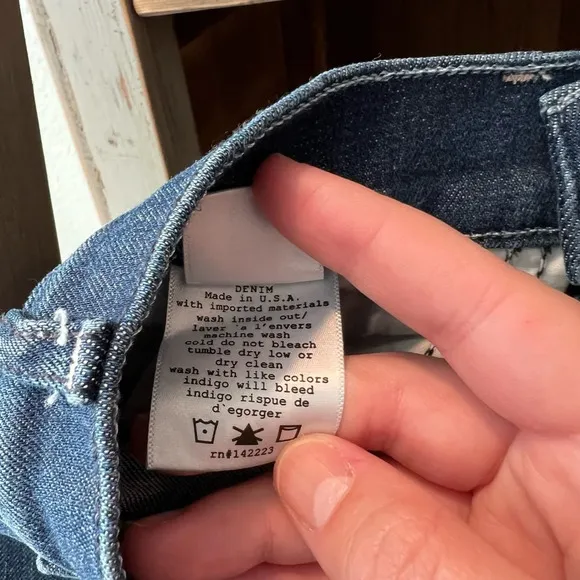 DENIM
Made in U.S.A.
with imported materials
wash inside out/
laver 's l'envers
machine wash
cold do not bleach
tumble dry low or
dry clean
wash with like colors
indigo will bleed
indigo rispue de
d'egorger
rn#142223